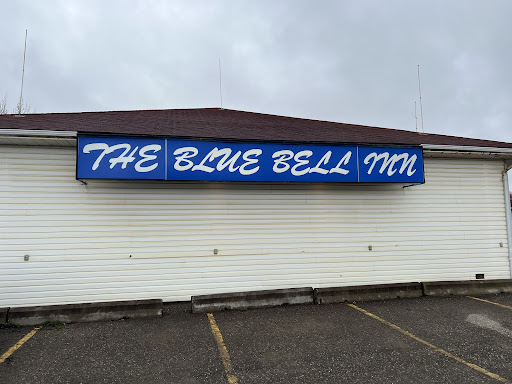 THE BLUE BELL INN